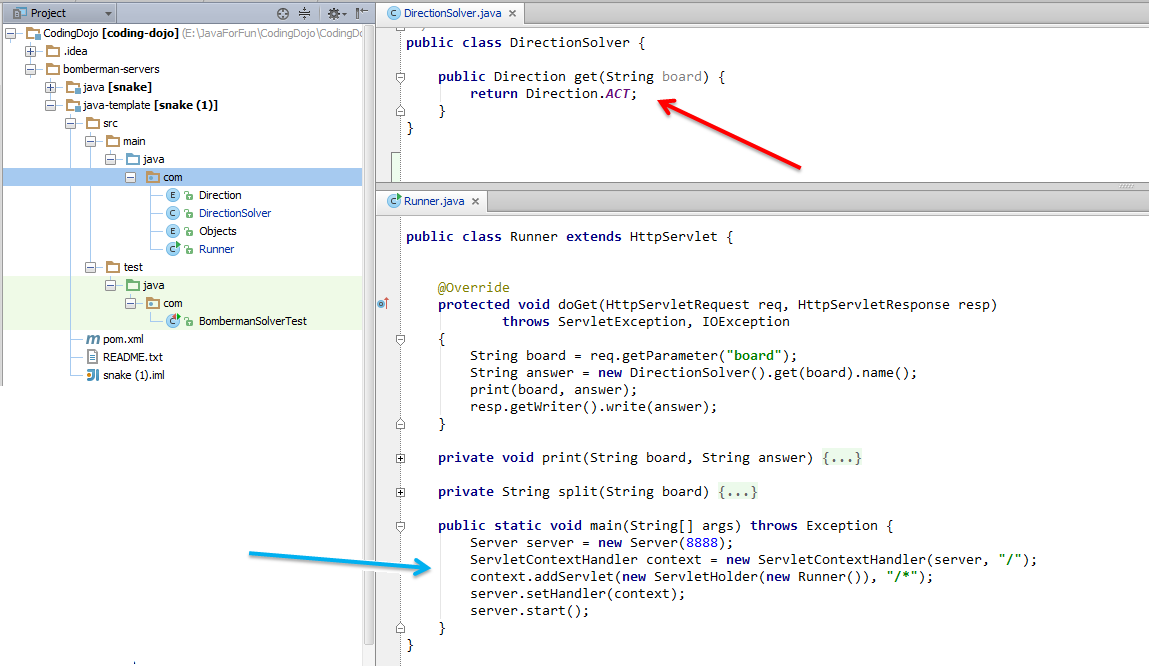 Project
CodingDojo [coding-dojo] (E:\JavaForFun\CodingDojo\CodingDo
.idea
bomberman-servers
java [snake]
java-template [snake (1)]
src
main
java
com
Direction
DirectionSolver
Objects
Runner
test
java
com
BombermanSolverTest
pom.xml
README.txt
snake (1).iml
DirectionSolver.java
public class DirectionSolver {
public Direction get(String board) {
return Direction.ACT;
}
}
Runner.java
public class Runner extends HttpServlet {
@Override
protected void doGet(HttpServletRequest req, HttpServletResponse resp)
throws ServletException, IOException
{
String board = req.getParameter("board");
String answer = new DirectionSolver().get(board).name();
print(board, answer);
resp.getWriter().write(answer);
}
private void print(String board, String answer) {...}
private String split(String board) {...}
public static void main(String[] args) throws Exception {
Server server = new Server(8888);
ServletContextHandler context = new ServletContextHandler(server, "/");
context.addServlet(new ServletHolder(new Runner()), "/*");
server.setHandler(context);
server.start();
}
}